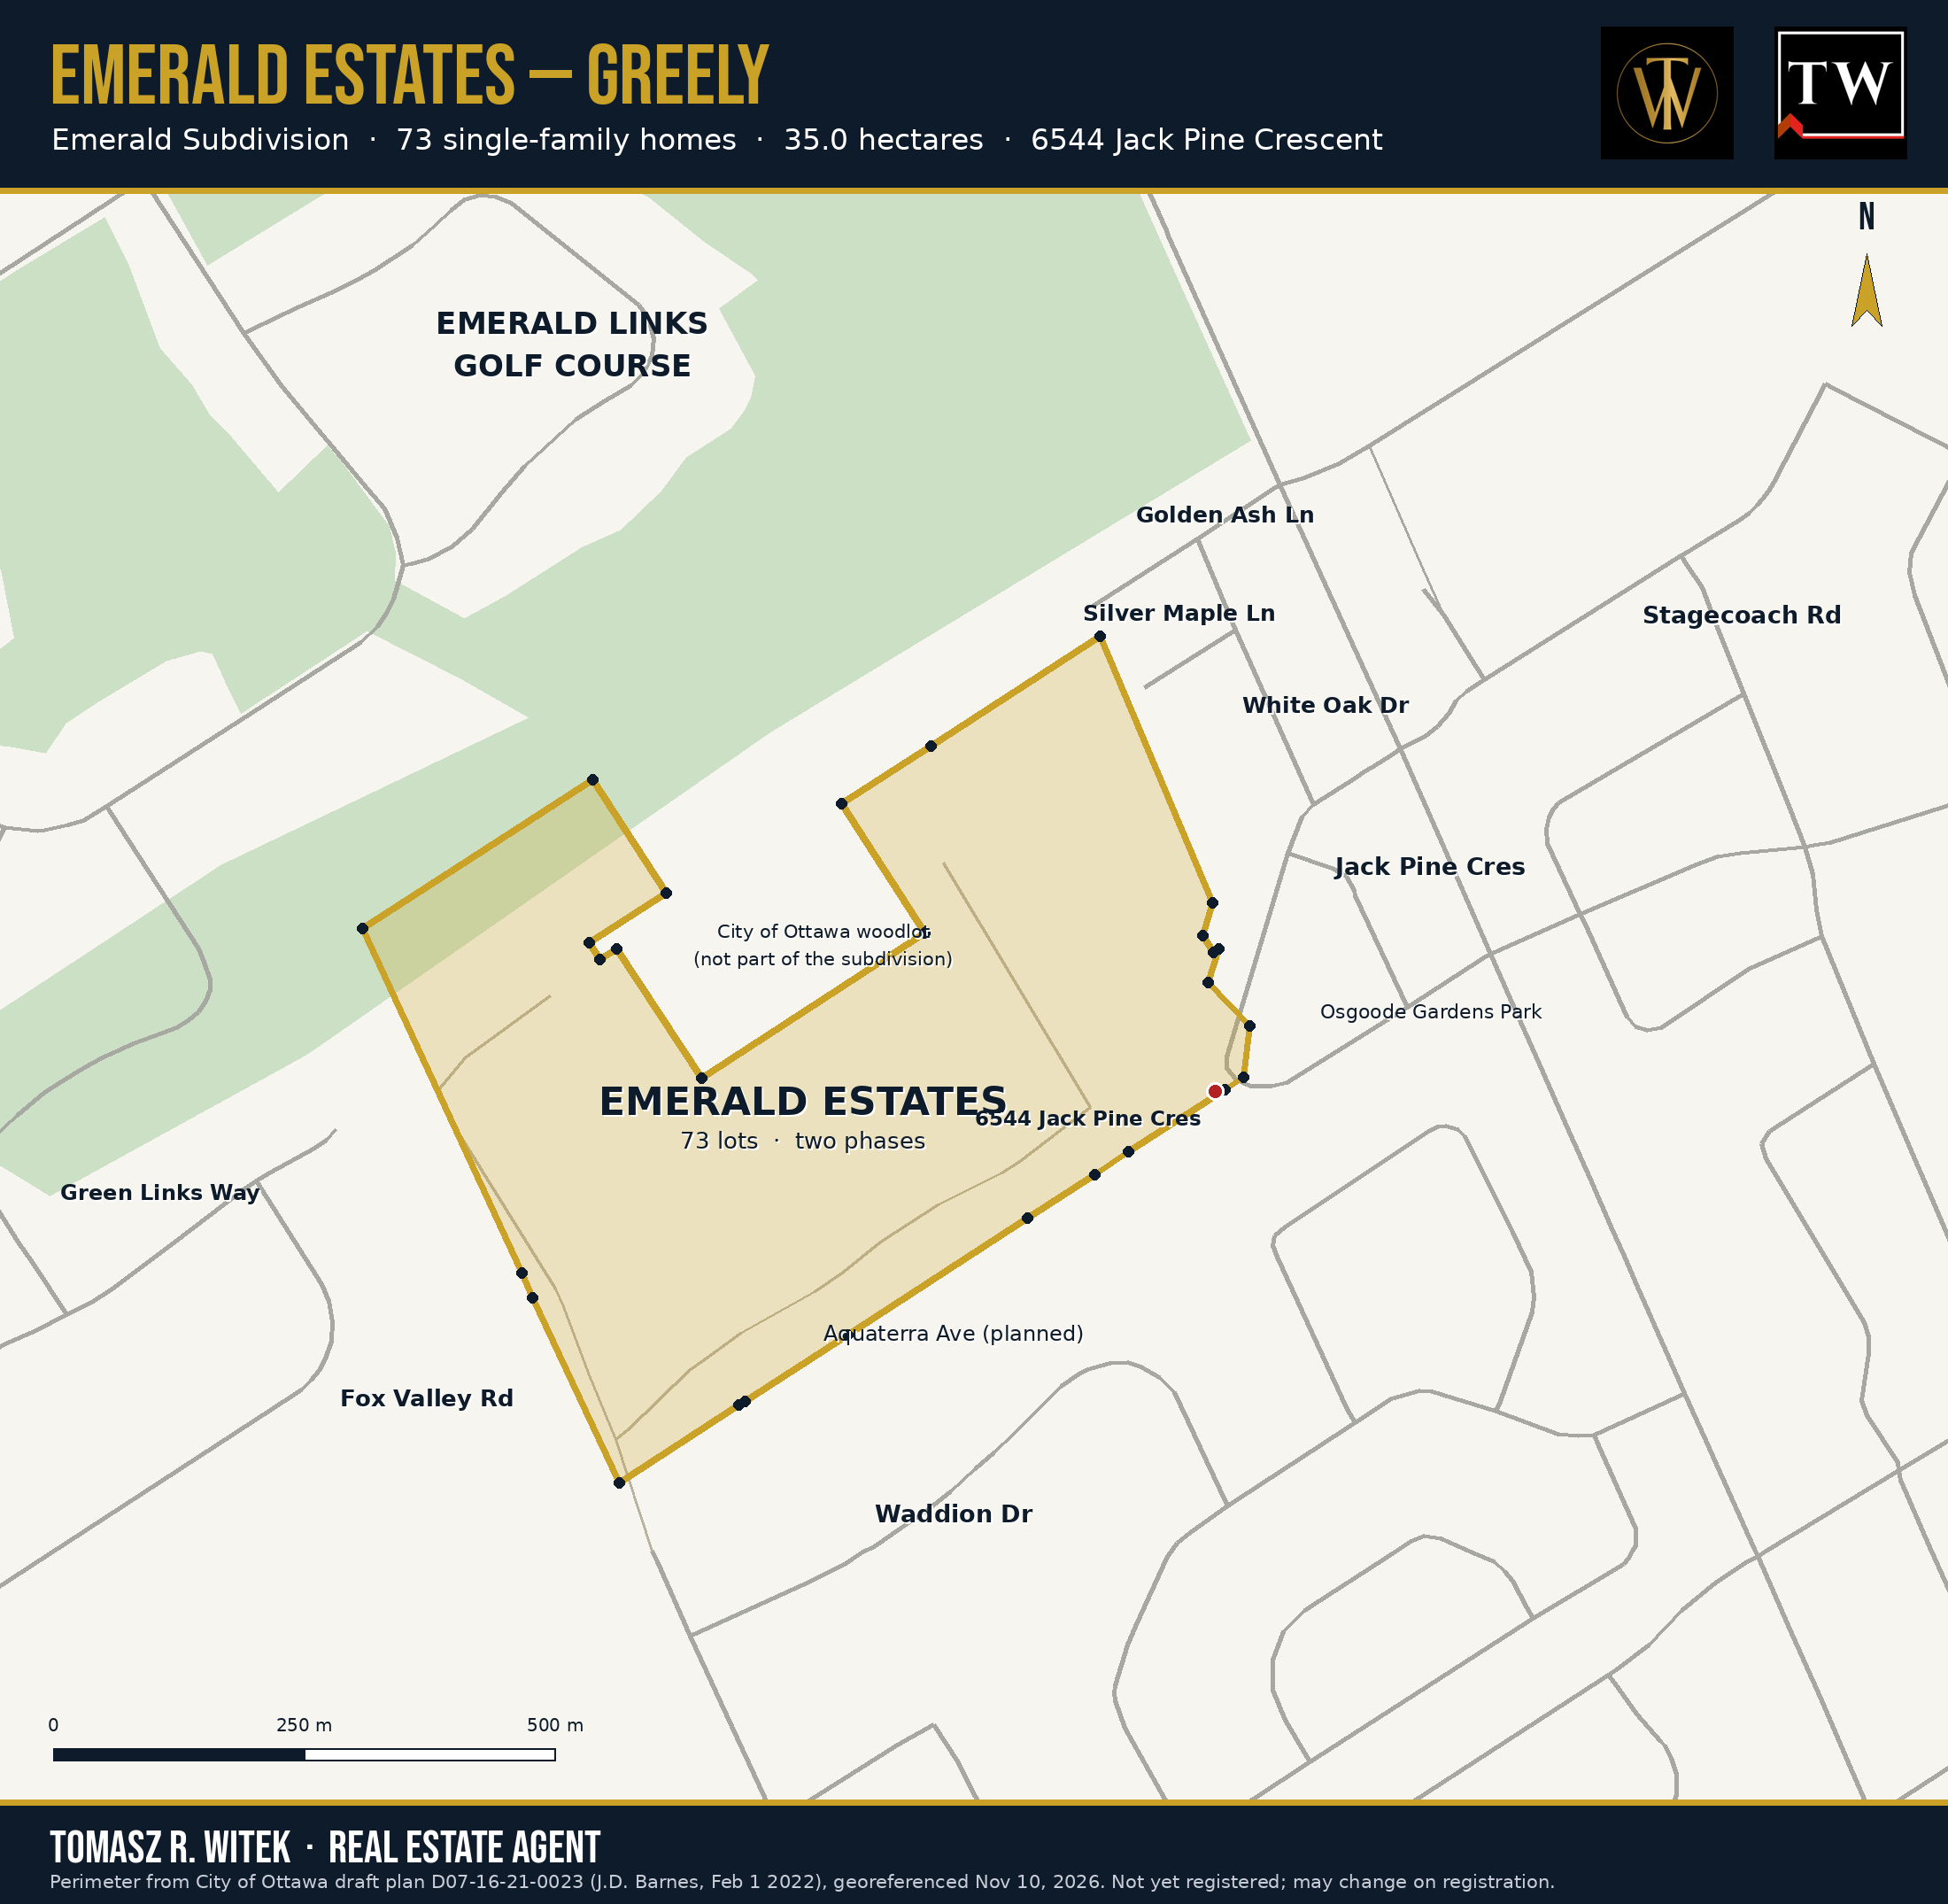 EMERALD ESTATES — GREELY
Emerald Subdivision · 73 single-family homes · 35.0 hectares · 6544 Jack Pine Crescent
TW
TW
N
EMERALD LINKS
GOLF COURSE
Golden Ash Ln
Silver Maple Ln
Stagecoach Rd
White Oak Dr
Jack Pine Cres
City of Ottawa woodlot
(not part of the subdivision)
Osgoode Gardens Park
EMERALD ESTATES
6544 Jack Pine Cres
73 lots · two phases
Green Links Way
Aquaterra Ave (planned)
Fox Valley Rd
Waddion Dr
0 250 m 500 m
TOMASZ R. WITEK · REAL ESTATE AGENT
Perimeter from City of Ottawa draft plan D07-16-21-0023 (J.D. Barnes, Feb 1 2022), georeferenced Nov 10, 2026. Not yet registered; may change on registration.